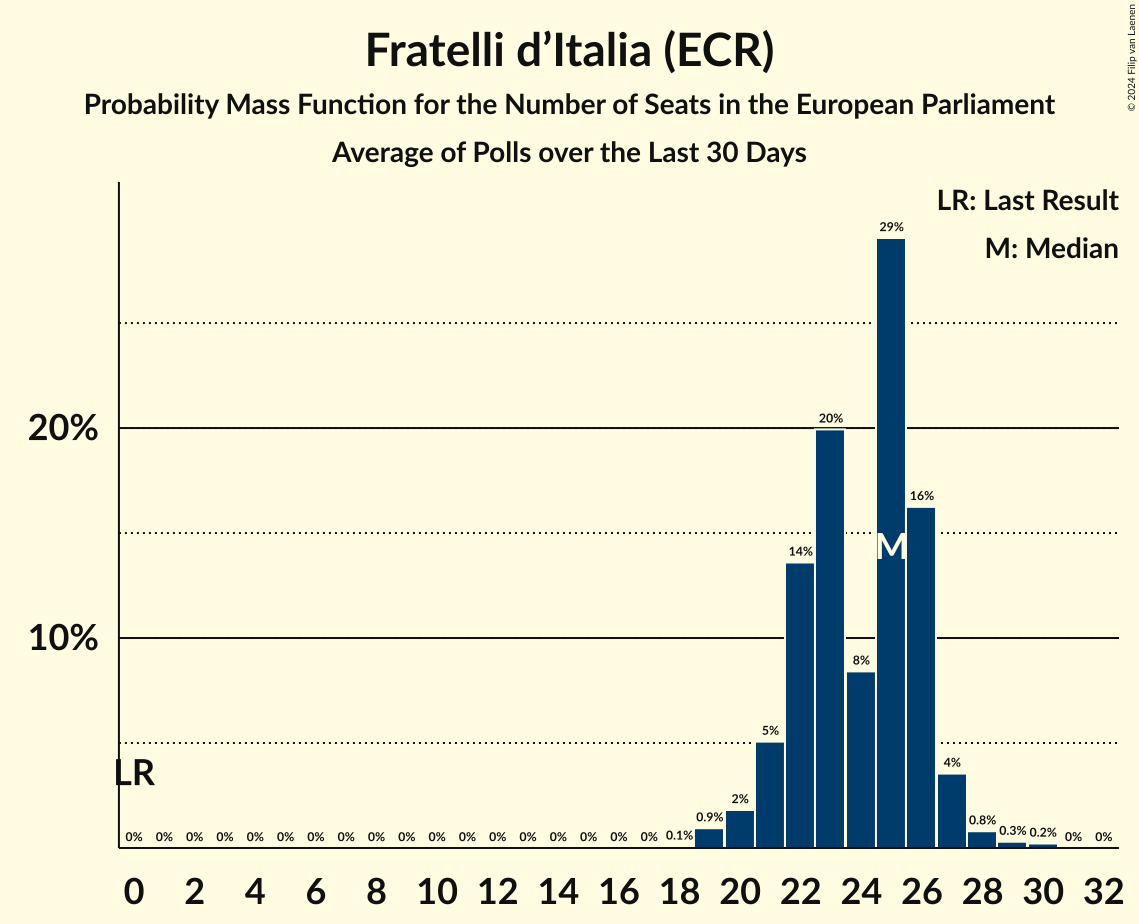 Fratelli d’Italia (ECR)
Probability Mass Function for the Number of Seats in the European Parliament
Average of Polls over the Last 30 Days
© 2024 Filip van Laenen
LR: Last Result
M: Median
29%
20%
20%
16%
14%
M
10%
8%
5%
4%
LR
2%
0% 0% 0% 0% 0% 0% 0% 0% 0% 0% 0% 0% 0% 0% 0% 0% 0% 0% 0.1% 0.9% 0.8% 0.3% 0.2% 0% 0%
0 2 4 6 8 10 12 14 16 18 20 22 24 26 28 30 32